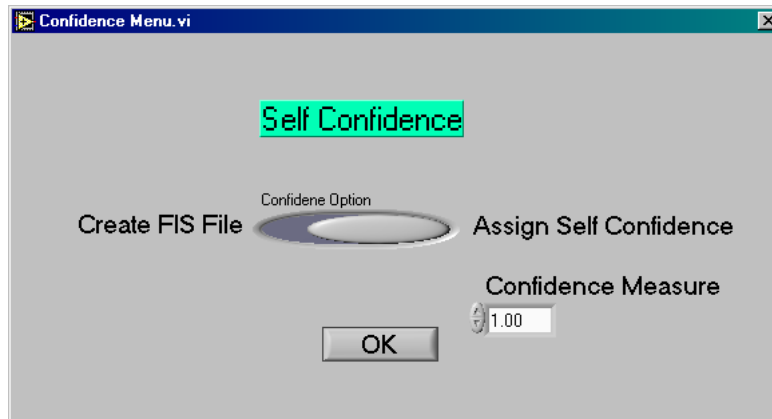 Confidence Menu.vi
Self Confidence
Confidene Option
Create FIS File
Assign Self Confidence
Confidence Measure
1.00
OK